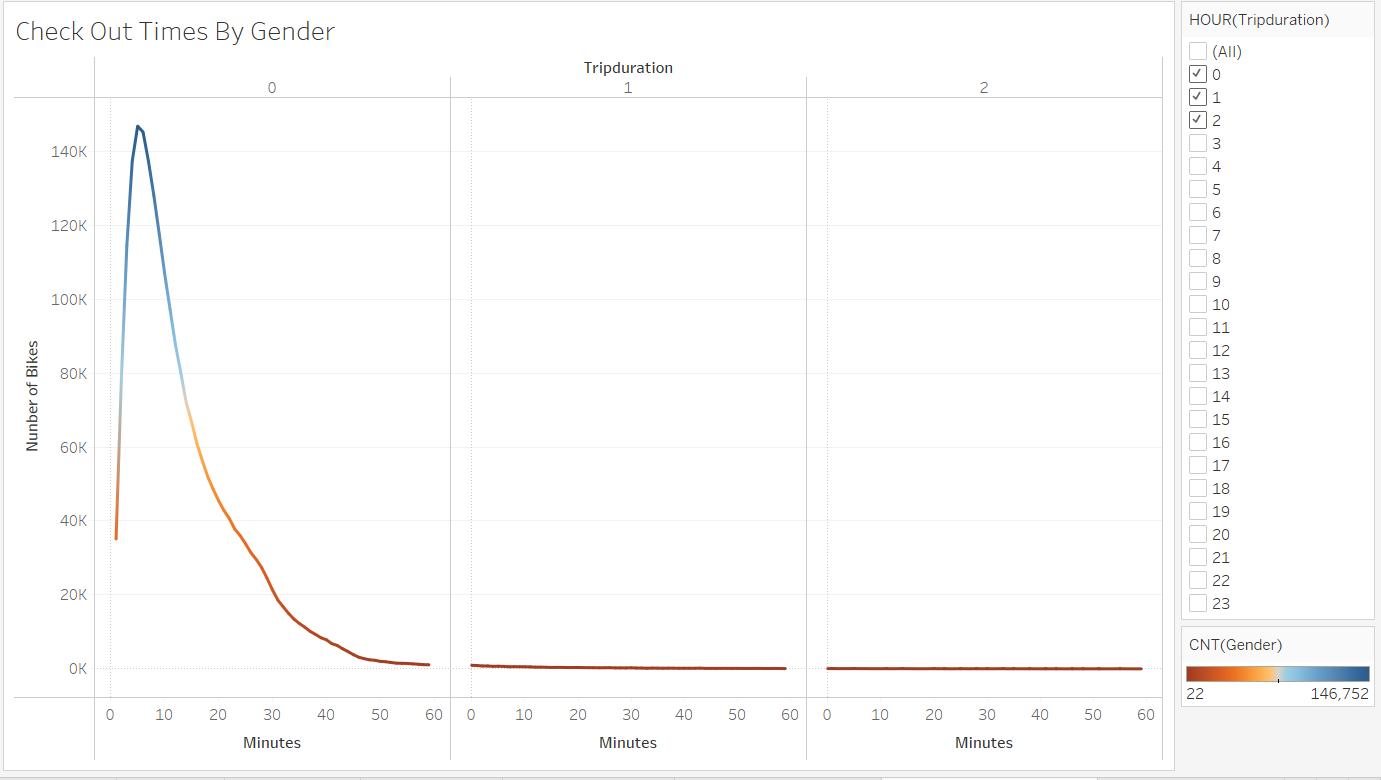 Check Out Times By Gender
Tripduration
0 1 2
140K
120K
100K
80K
60K
40K
20K
0K
Nunber of Bikes
0 10 20 30 40 50 60 0 10 20 30 40 50 60 0 10 20 30 40 50 60
Minutes Minutes Minutes
HOUR(Tripduration)
(All)
0
1
2
3
4
5
6
7
8
9
10
11
12
13
14
15
16
17
18
19
20
21
22
23
CNT(Gender)
22 146,752